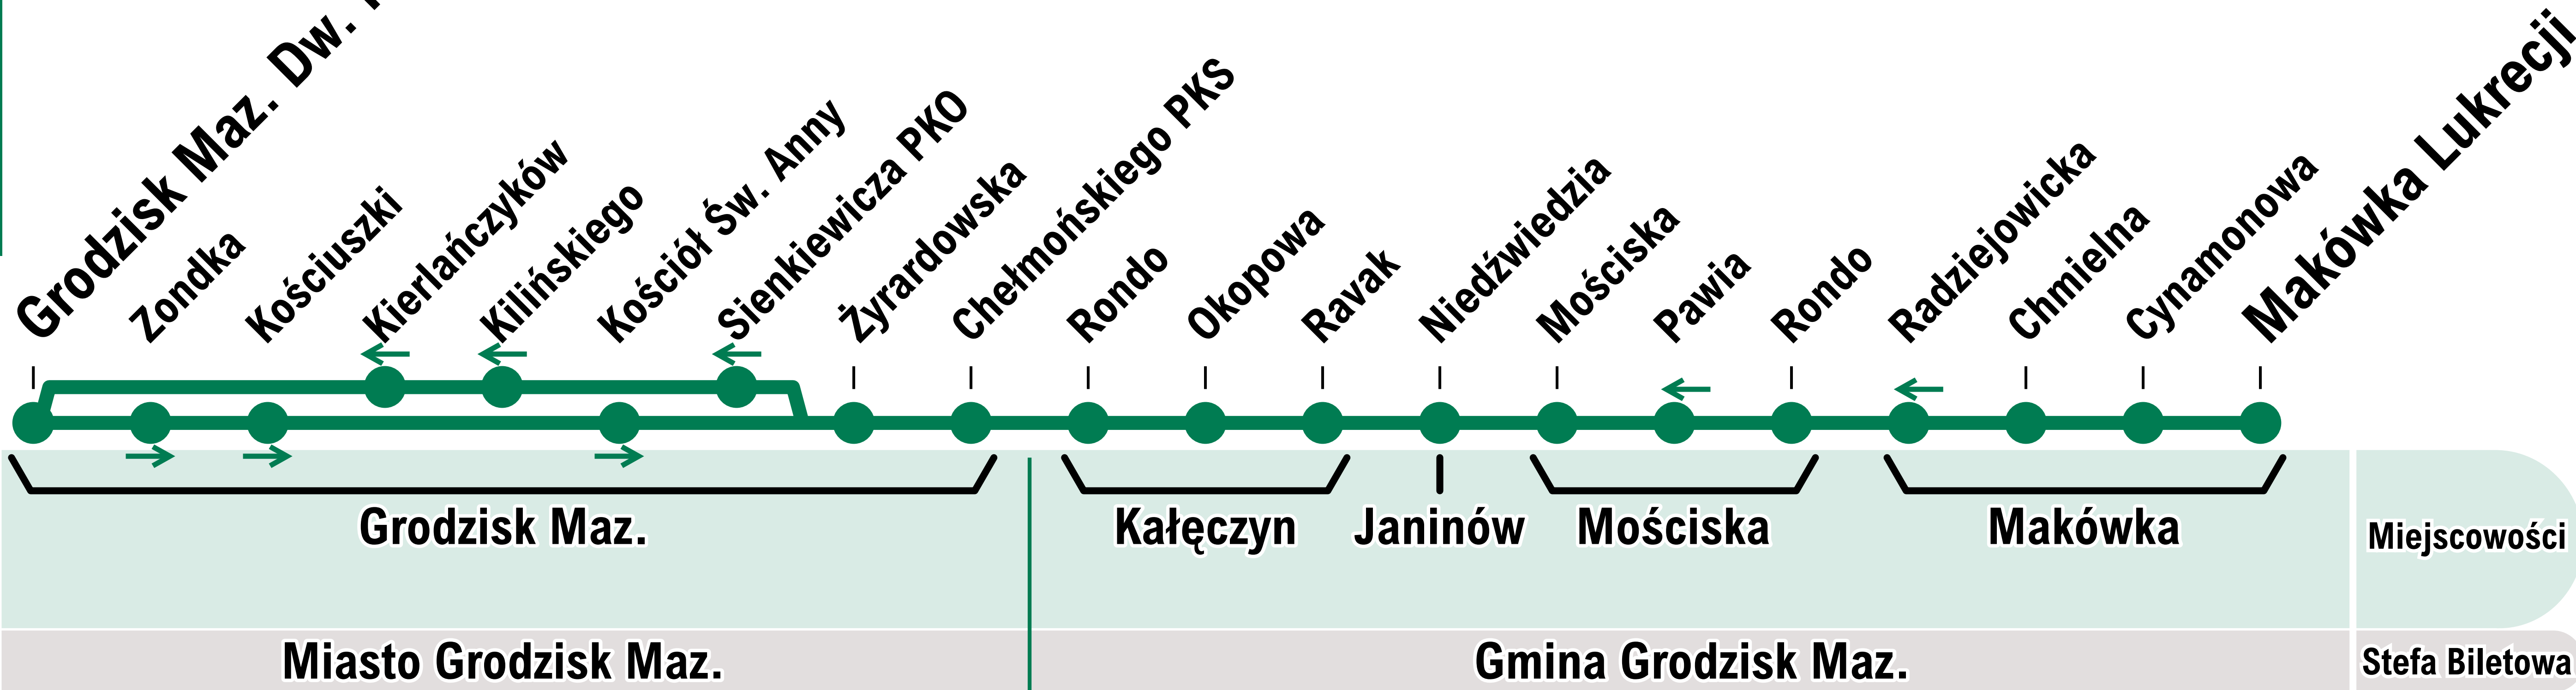 Grodzisk Maz. Dw.
Zondka
Kościuszki
Kierlańczyków
Kilińskiego
Kościół Św. Anny
Sienkiewicza PKO
Żyrardowska
Chełmońskiego PKS
Rondo
Okopowa
Ravak
Niedźwiedzia
Mościska
Pawia
Rondo
Radziejowicka
Chmielna
Cynamonowa
Makówka Lukrecji
Grodzisk Maz.
Kałęczyn
Janinów
Mościska
Makówka
Miejscowości
Miasto Grodzisk Maz.
Gmina Grodzisk Maz.
Stefa Biletowa